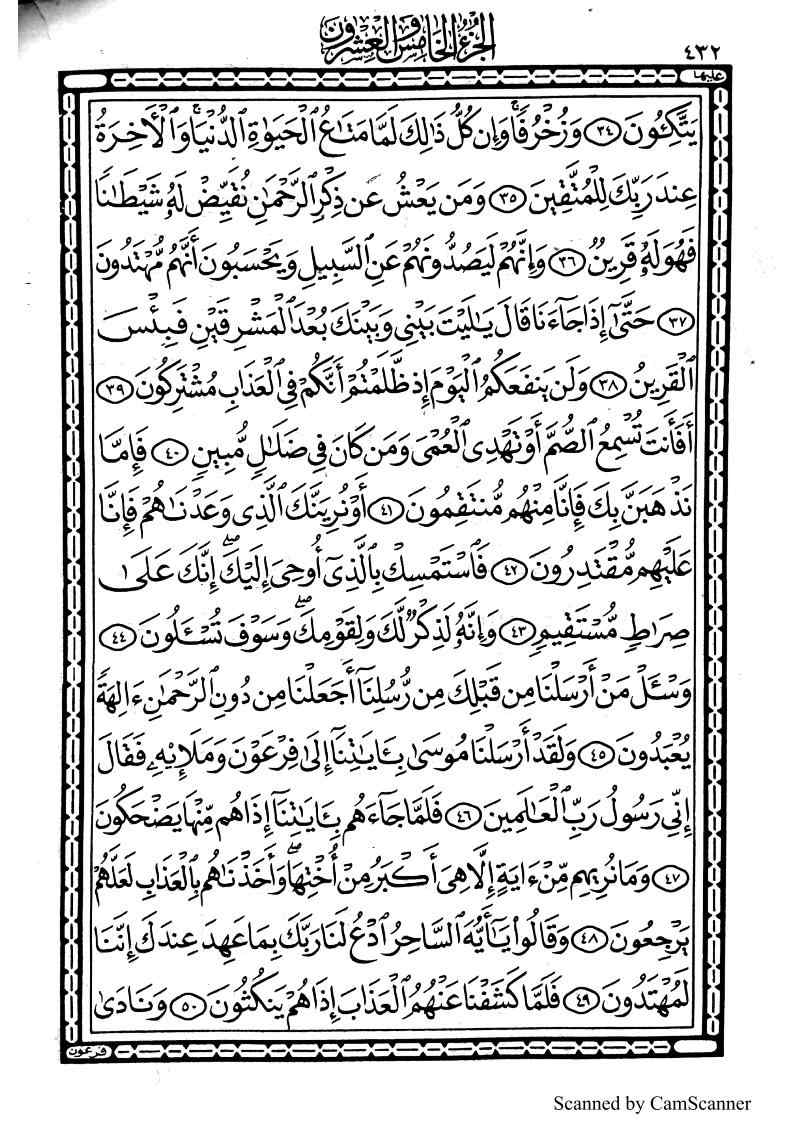 الجزء الخامس والعشرون
٤٣٢
عليها
يَتَّكِـُٔونَ ٣٤ وَزُخْرُفًاۚ وَإِن كُلُّ ذَٰلِكَ لَمَّا مَتَـٰعُ ٱلْحَيَوٰةِ ٱلدُّنْيَاۚ وَٱلْـَٔاخِرَةُ
عِندَ رَبِّكَ لِلْمُتَّقِينَ ٣٥ وَمَن يَعْشُ عَن ذِكْرِ ٱلرَّحْمَـٰنِ نُقَيِّضْ لَهُۥ شَيْطَـٰنًا
فَهُوَ لَهُۥ قَرِينٌ ٣٦ وَإِنَّهُمْ لَيَصُدُّونَهُمْ عَنِ ٱلسَّبِيلِ وَيَحْسَبُونَ أَنَّهُم مُّهْتَدُونَ
٣٧ حَتَّىٰٓ إِذَا جَآءَنَا قَالَ يَـٰلَيْتَ بَيْنِى وَبَيْنَكَ بُعْدَ ٱلْمَشْرِقَيْنِ فَبِئْسَ
ٱلْقَرِينُ ٣٨ وَلَن يَنفَعَكُمُ ٱلْيَوْمَ إِذ ظَّلَمْتُمْ أَنَّكُمْ فِى ٱلْعَذَابِ مُشْتَرِكُونَ ٣٩
أَفَأَنتَ تُسْمِعُ ٱلصُّمَّ أَوْ تَهْدِى ٱلْعُمْىَ وَمَن كَانَ فِى ضَلَـٰلٍ مُّبِينٍ ٤٠ فَإِمَّا
نَذْهَبَنَّ بِكَ فَإِنَّا مِنْهُم مُّنتَقِمُونَ ٤١ أَوْ نُرِيَنَّكَ ٱلَّذِى وَعَدْنَـٰهُمْ فَإِنَّا
عَلَيْهِم مُّقْتَدِرُونَ ٤٢ فَٱسْتَمْسِكْ بِٱلَّذِىٓ أُوحِىَ إِلَيْكَۖ إِنَّكَ عَلَىٰ
صِرَٰطٍ مُّسْتَقِيمٍ ٤٣ وَإِنَّهُۥ لَذِكْرٌ لَّكَ وَلِقَوْمِكَۖ وَسَوْفَ تُسْـَٔلُونَ ٤٤
وَسْـَٔلْ مَنْ أَرْسَلْنَا مِن قَبْلِكَ مِن رُّسُلِنَآ أَجَعَلْنَا مِن دُونِ ٱلرَّحْمَـٰنِ ءَالِهَةً
يُعْبَدُونَ ٤٥ وَلَقَدْ أَرْسَلْنَا مُوسَىٰ بِـَٔايَـٰتِنَآ إِلَىٰ فِرْعَوْنَ وَمَلَإِي۟هِۦ فَقَالَ
إِنِّى رَسُولُ رَبِّ ٱلْعَـٰلَمِينَ ٤٦ فَلَمَّا جَآءَهُم بِـَٔايَـٰتِنَآ إِذَا هُم مِّنْهَا يَضْحَكُونَ
٤٧ وَمَا نُرِيهِم مِّنْ ءَايَةٍ إِلَّا هِىَ أَكْبَرُ مِنْ أُخْتِهَاۖ وَأَخَذْنَـٰهُم بِٱلْعَذَابِ لَعَلَّهُمْ
يَرْجِعُونَ ٤٨ وَقَالُوا۟ يَـٰٓأَيُّهَ ٱلسَّاحِرُ ٱدْعُ لَنَا رَبَّكَ بِمَا عَهِدَ عِندَكَ إِنَّنَا
لَمُهْتَدُونَ ٤٩ فَلَمَّا كَشَفْنَا عَنْهُمُ ٱلْعَذَابَ إِذَا هُمْ يَنكُثُونَ ٥٠ وَنَادَىٰ
فرعون
Scanned by CamScanner